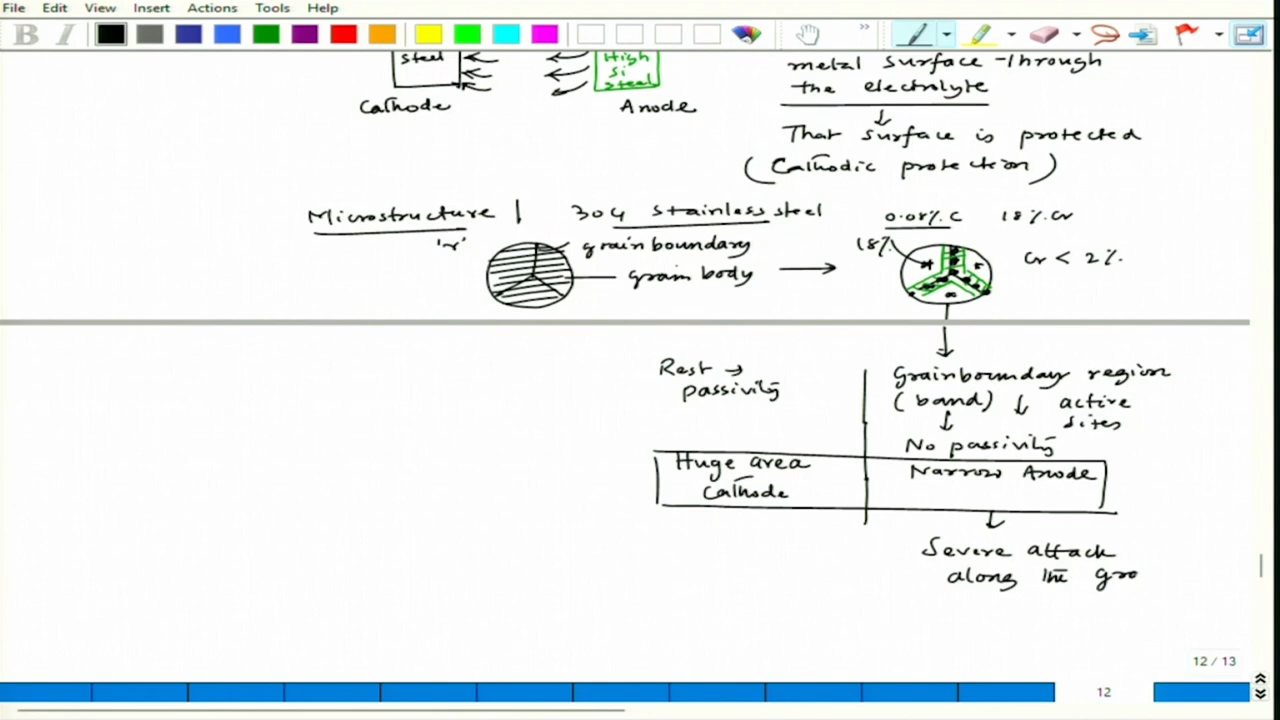 File Edit View Insert Actions Tools Help
B I
Steel
High
Si
Steel
Cathode
Anode
metal surface through
the electrolyte
That surface is protected
(Cathodic protection)
Microstructure | 304 stainless steel
'γ'
grain boundary
grain body
0.08%. C 18%. Cr
18%.
Cr < 2%.
Rest →
passivity
Grainboundary region
(band) ↓ active
sites
No passivity
Huge area
Cathode
Narrow Anode
Severe attack
along the gro
12 / 13
12